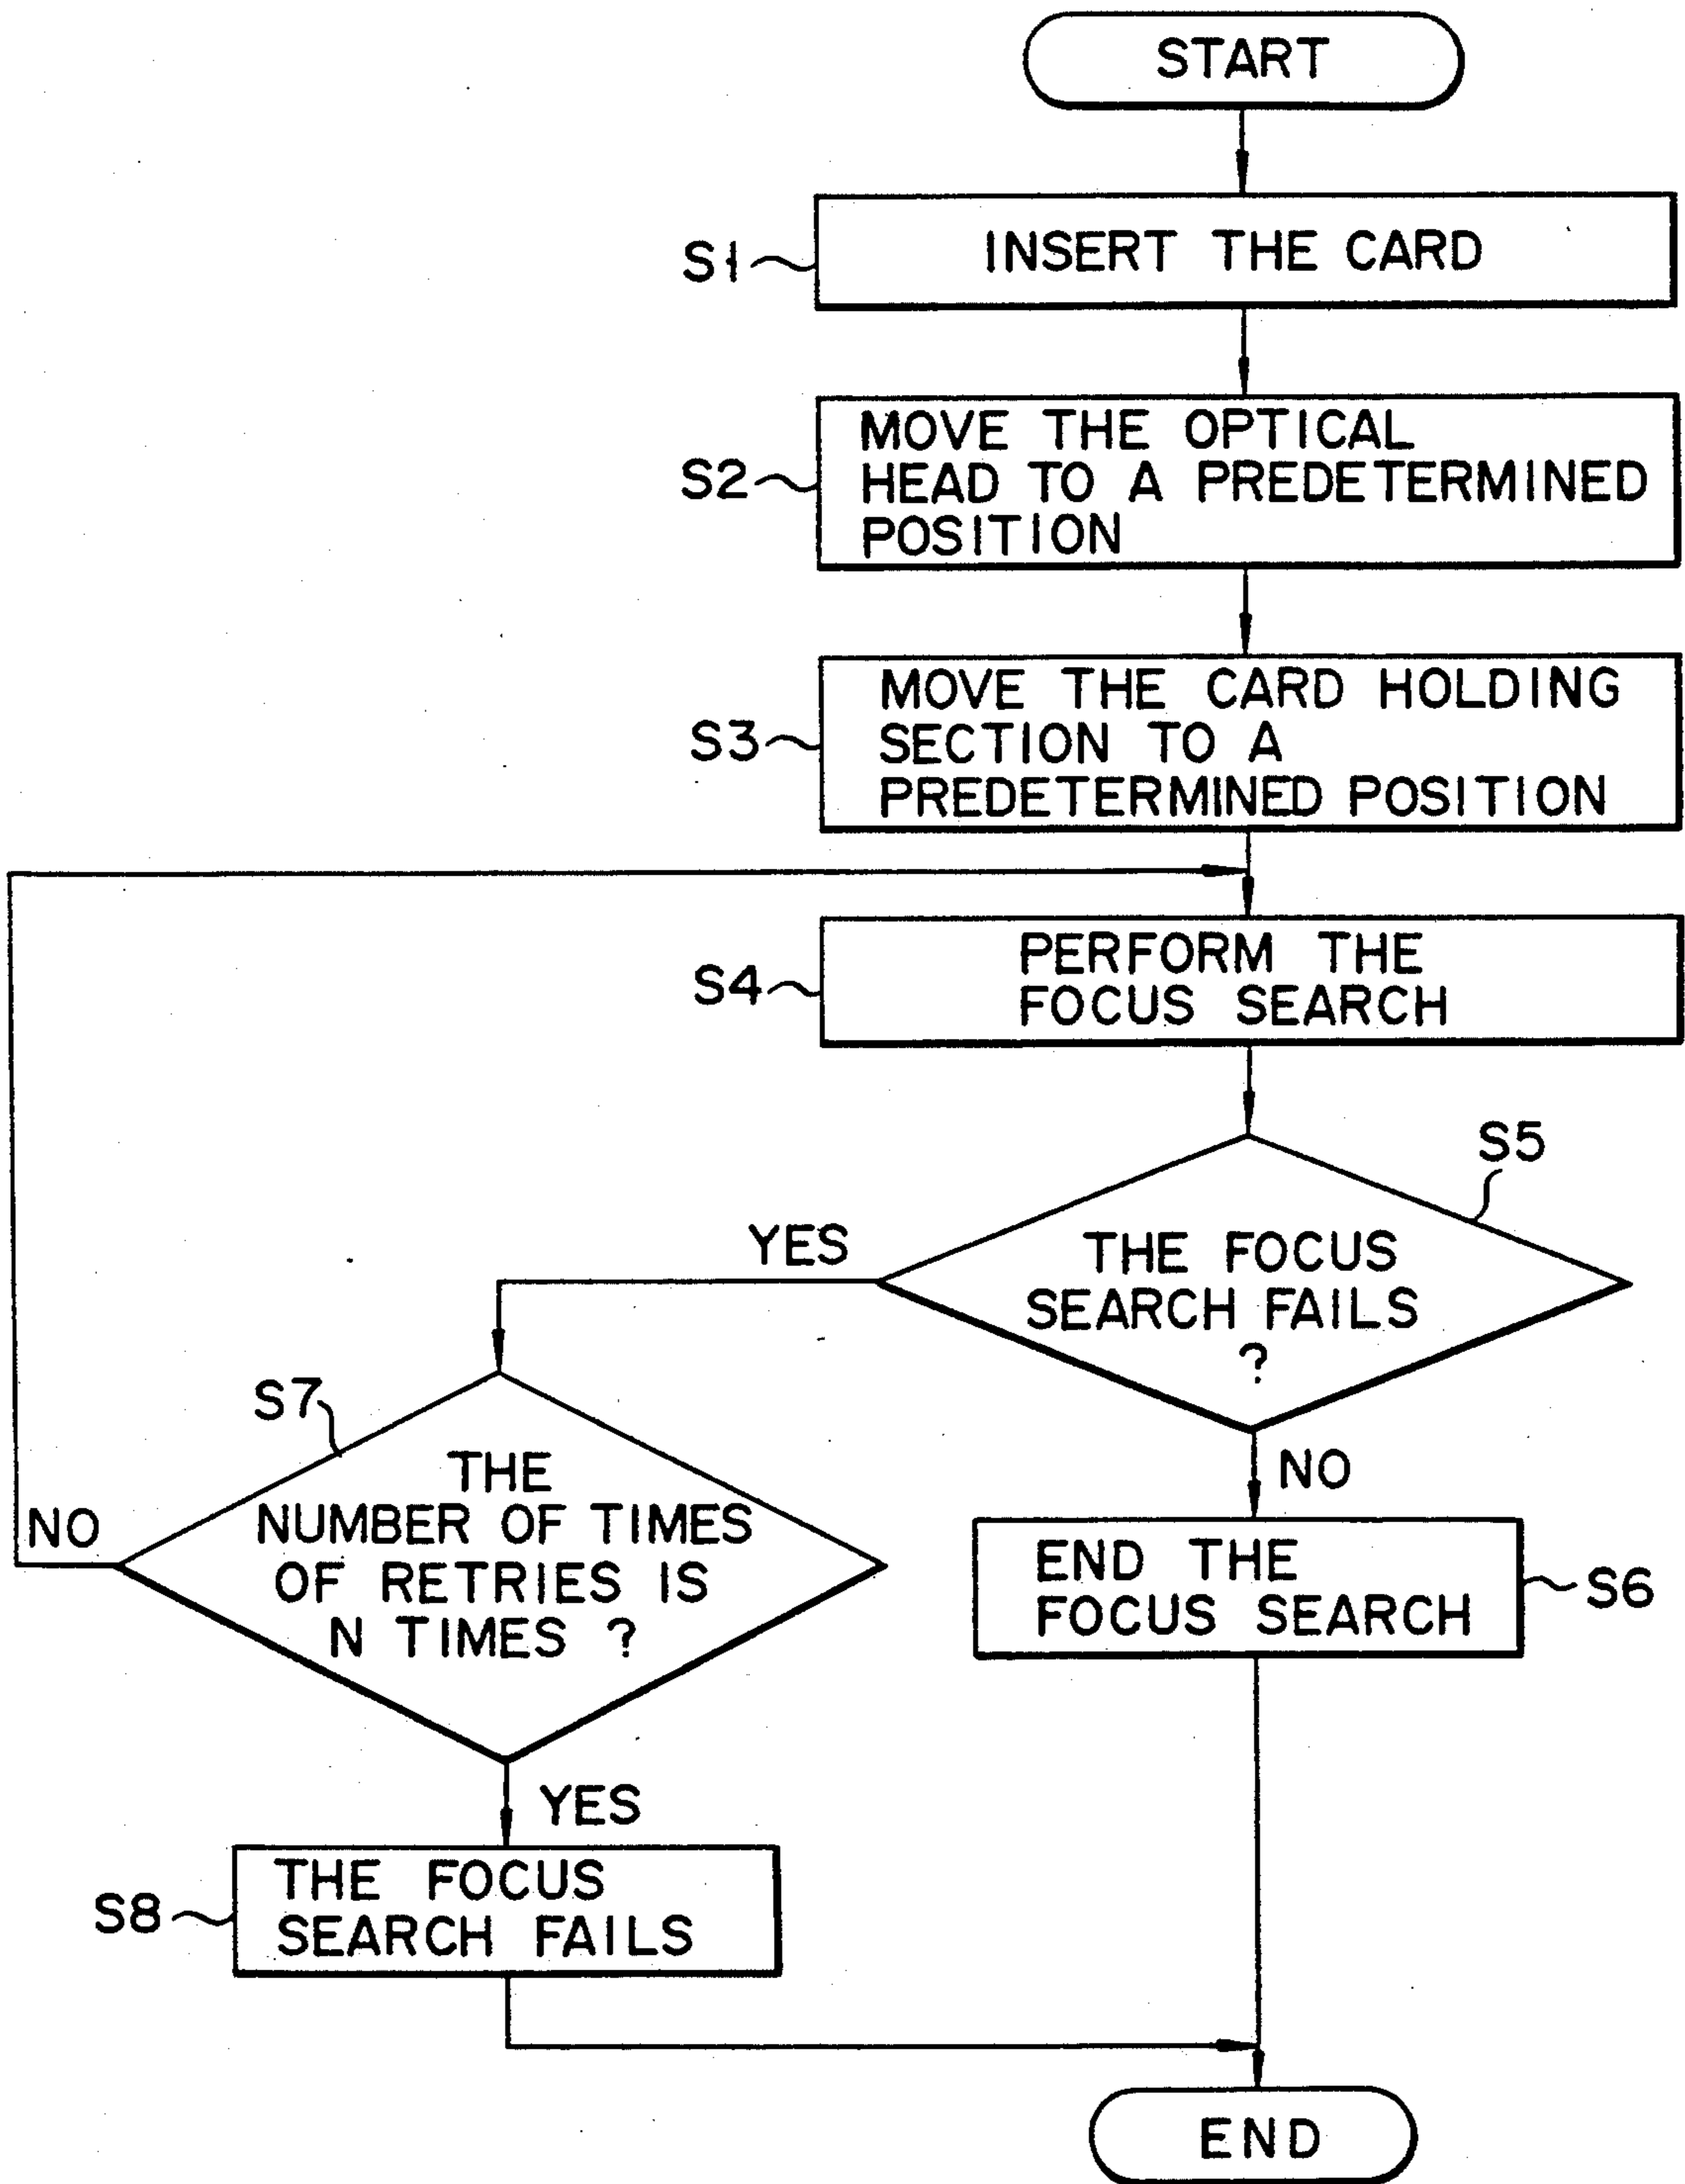 START
S1
INSERT THE CARD
S2
MOVE THE OPTICAL
HEAD TO A PREDETERMINED
POSITION
S3
MOVE THE CARD HOLDING
SECTION TO A
PREDETERMINED POSITION
S4
PERFORM THE
FOCUS SEARCH
S5
THE FOCUS
SEARCH FAILS
?
YES
NO
END THE
FOCUS SEARCH
S6
S7
THE
NUMBER OF TIMES
OF RETRIES IS
N TIMES ?
NO
YES
S8
THE FOCUS
SEARCH FAILS
END